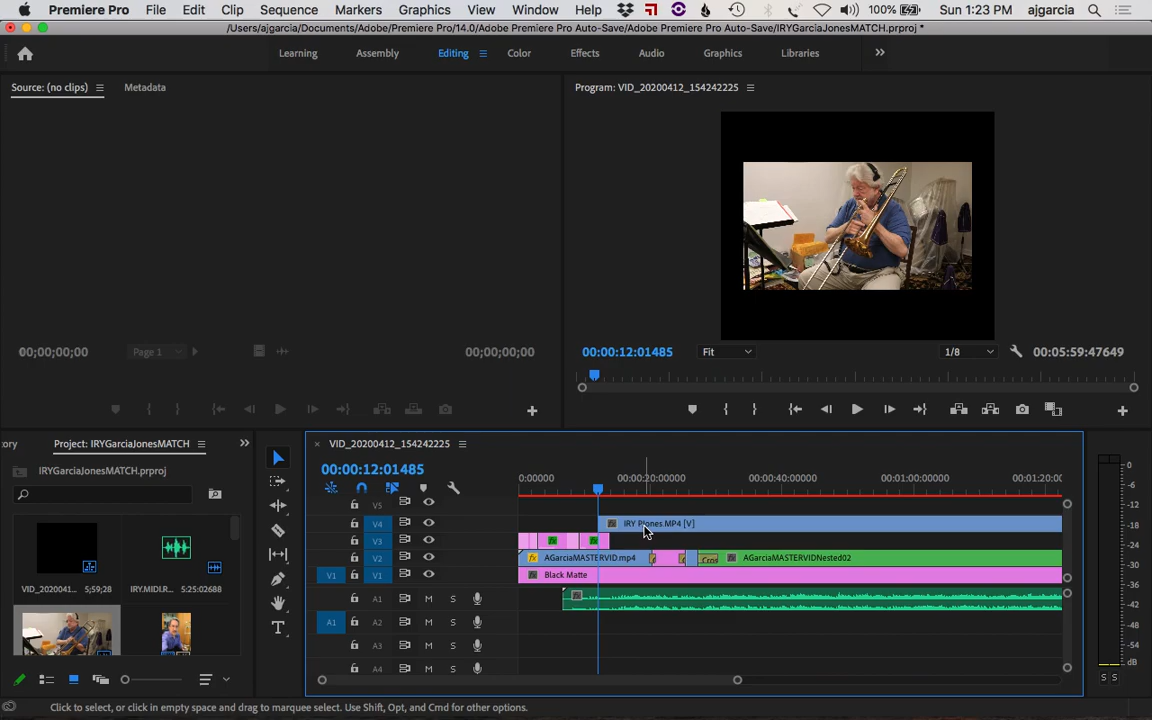 Premiere Pro File Edit Clip Sequence Markers Graphics View Window Help 100% Sun 1:23 PM ajgarcia
/Users/ajgarcia/Documents/Adobe/Premiere Pro/14.0/Adobe Premiere Pro Auto-Save/Adobe Premiere Pro Auto-Save/IRYGarciaJonesMATCH.prproj *
Learning Assembly Editing Color Effects Audio Graphics Libraries
Source: (no clips) Metadata
Program: VID_20200412_154242225
00;00;00;00 Page 1 00;00;00;00
00:00:12:01485 Fit 1/8 00:05:59:47649
ory Project: IRYGarciaJonesMATCH
IRYGarciaJonesMATCH.prproj
VID_2020041... 5;59;28
IRY.MIDI.pr... 5:25:02688
VID_20200412_154242225
00:00:12:01485
0:00000 00:00:20:00000 00:00:40:00000 00:01:00:00000 00:01:20:0
V5
V4 IRY PJones.MP4 [V]
V3
V2 AGarciaMASTERVID.mp4 Cros AGarciaMASTERVIDNested02
V1 V1 Black Matte
A1 M S
A1 A2 M S
A3 M S
A4 M S
0
-6
-12
-18
-24
-30
-36
-42
-48
-54
dB
S S
Click to select, or click in empty space and drag to marquee select. Use Shift, Opt, and Cmd for other options.